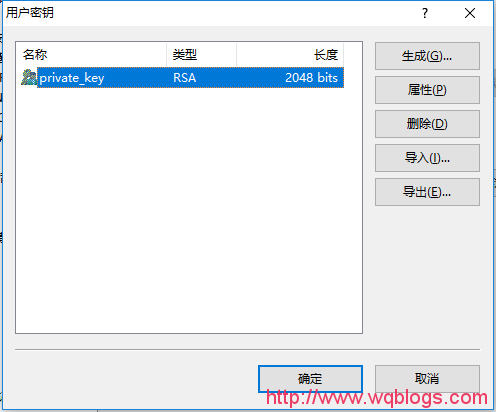 用户密钥
名称 类型 长度
private_key RSA 2048 bits
生成(G)...
属性(P)
删除(D)
导入(I)...
导出(E)...
确定 取消
http://www.wqblogs.com